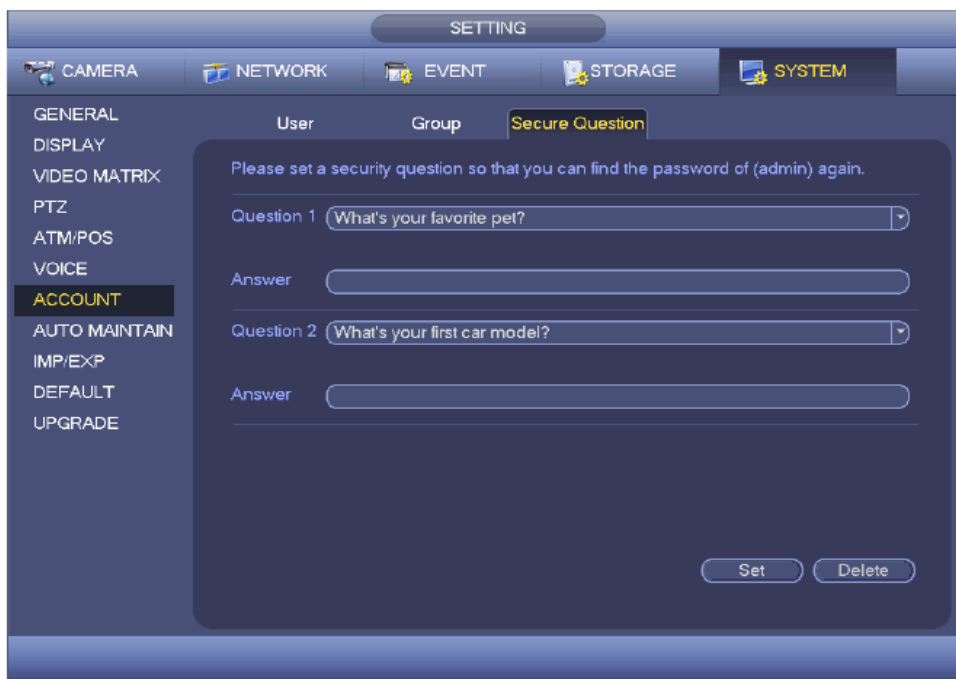 SETTING
CAMERA NETWORK EVENT STORAGE SYSTEM
GENERAL
DISPLAY
VIDEO MATRIX
PTZ
ATM/POS
VOICE
ACCOUNT
AUTO MAINTAIN
IMP/EXP
DEFAULT
UPGRADE
User Group Secure Question
Please set a security question so that you can find the password of (admin) again.
Question 1 What's your favorite pet?
Answer
Question 2 What's your first car model?
Answer
Set Delete